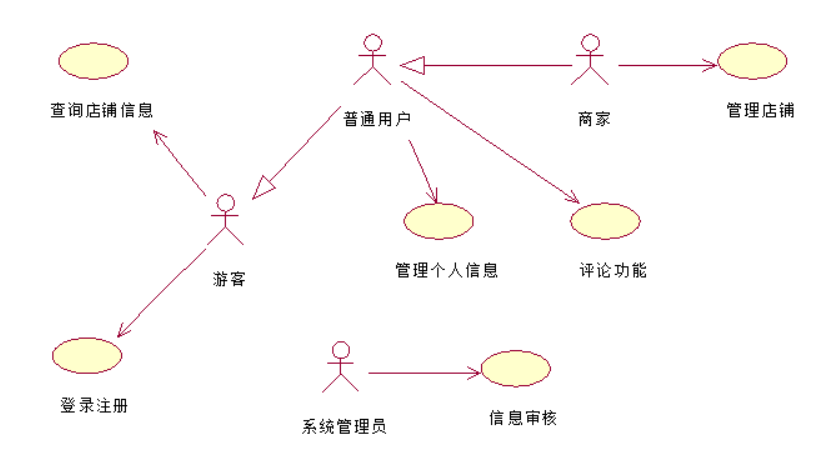 查询店铺信息
普通用户
商家
管理店铺
游客
管理个人信息
评论功能
登录注册
系统管理员
信息审核